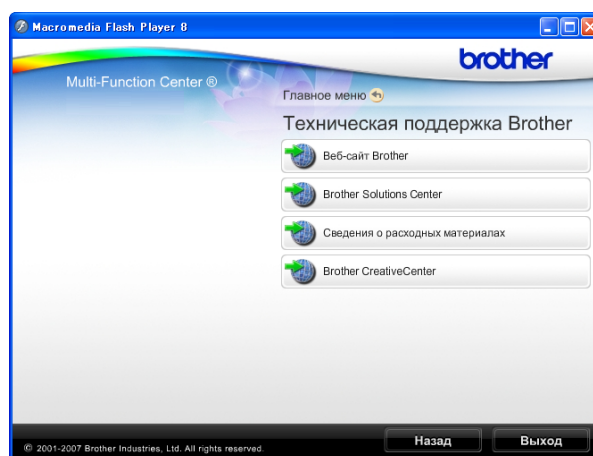 Macromedia Flash Player 8
brother
Multi-Function Center ®
Главное меню
Техническая поддержка Brother
Веб-сайт Brother
Brother Solutions Center
Сведения о расходных материалах
Brother CreativeCenter
Назад
Выход
© 2001-2007 Brother Industries, Ltd. All rights reserved.